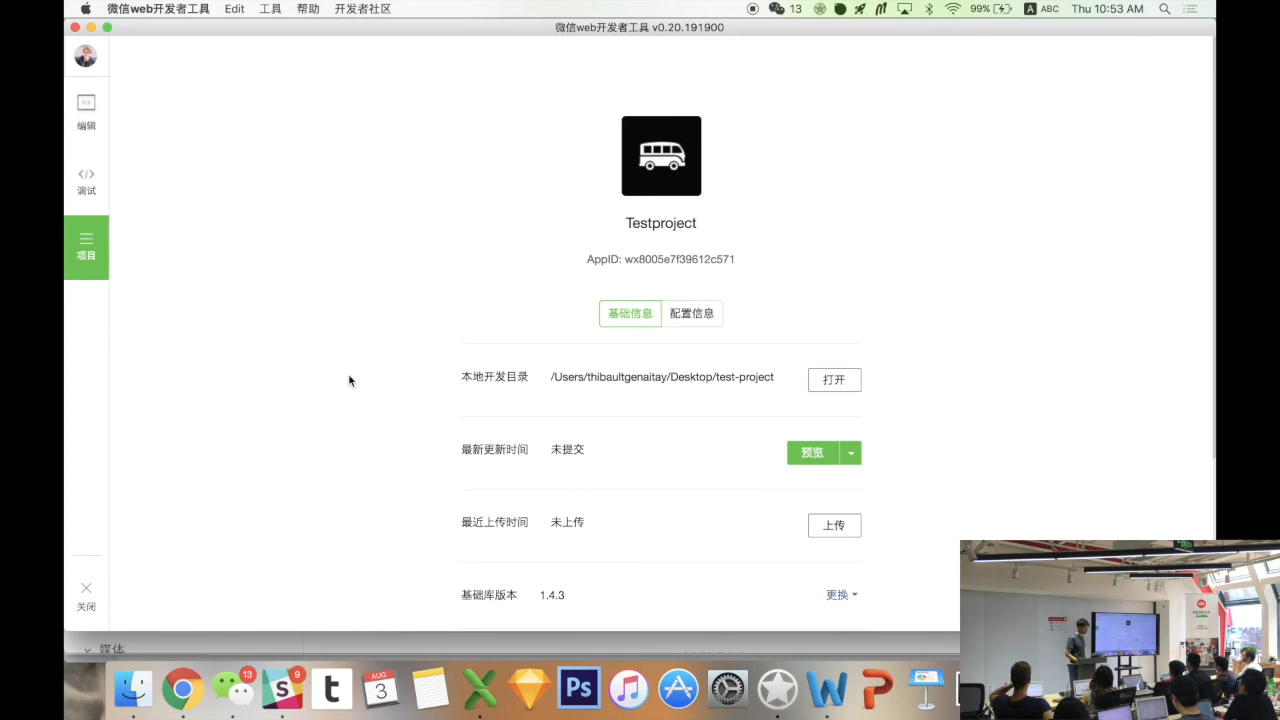 微信web开发者工具 Edit 工具 帮助 开发者社区 13 99% A ABC Thu 10:53 AM
微信web开发者工具 v0.20.191900
编辑
调试
项目
Testproject
AppID: wx8005e7f39612c571
基础信息 配置信息
本地开发目录 /Users/thibaultgenaitay/Desktop/test-project 打开
最新更新时间 未提交 预览
最近上传时间 未上传 上传
基础库版本 1.4.3 更换
关闭
媒体
13
9
AUG
3
Ps